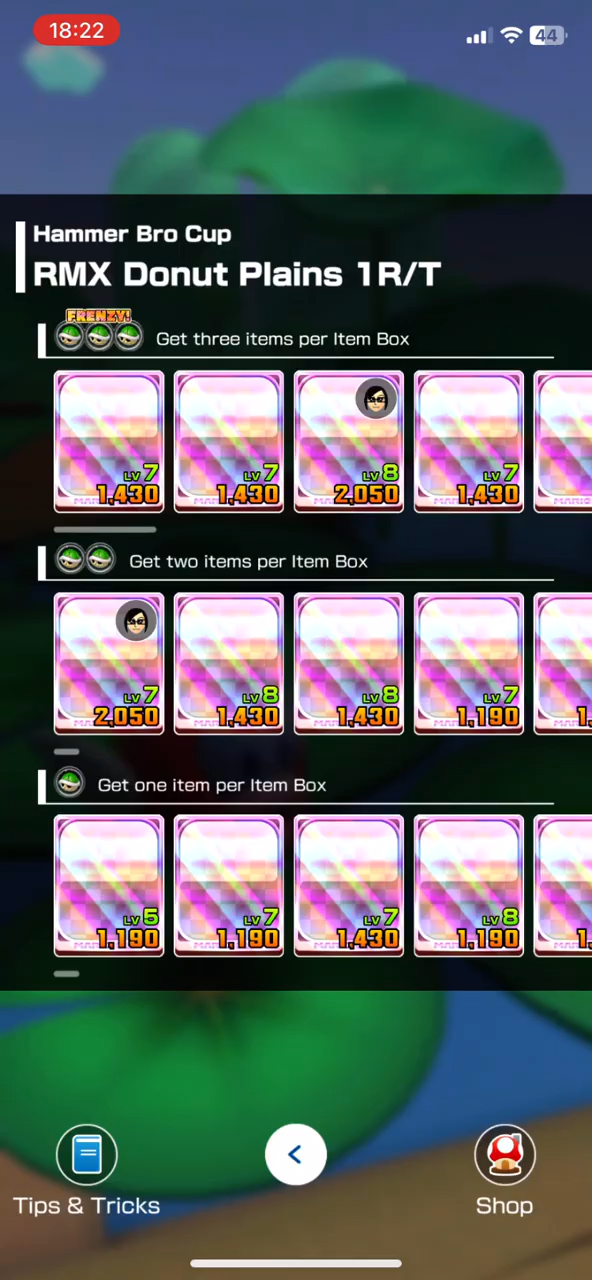 18:22
44
Hammer Bro Cup
RMX Donut Plains 1R/T
FRENZY!
Get three items per Item Box
LV 7 LV 7 LV 8 LV 7
1,430 1,430 2,050 1,430
Get two items per Item Box
LV 7 LV 8 LV 8 LV 7
2,050 1,430 1,430 1,190
Get one item per Item Box
LV 5 LV 7 LV 7 LV 8
1,190 1,190 1,430 1,190
Tips & Tricks
Shop